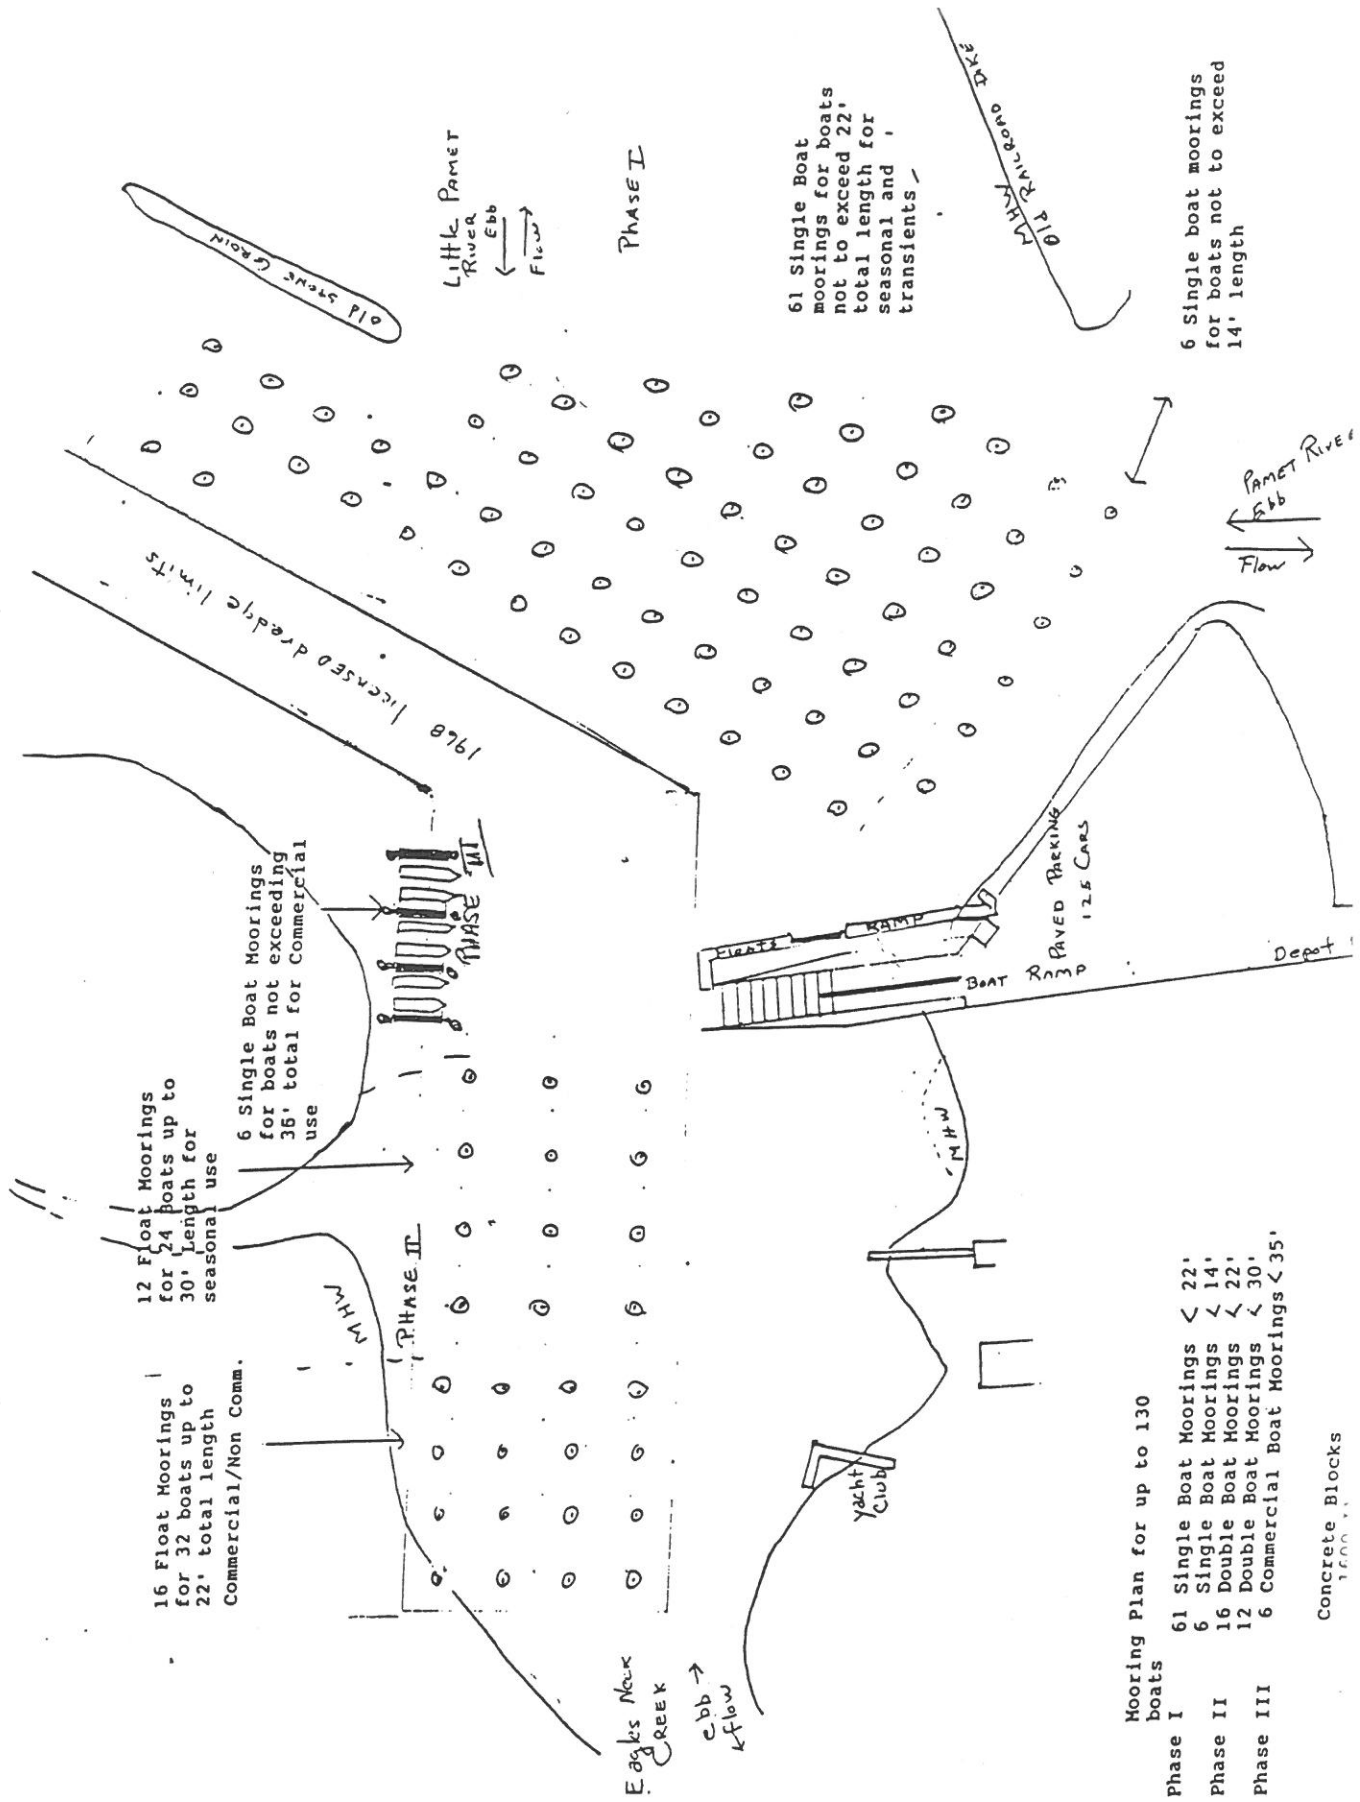 old stone Groin
Little Pamet
River
Ebb
Flow
PHASE I
61 Single Boat
moorings for boats
not to exceed 22'
total length for
seasonal and
transients
MHW
Old RAILROAD DIKE
6 Single boat moorings
for boats not to exceed
14' length
PAMET RIVER
Ebb
Flow
1968 licensed dredge limits
6 Single Boat Moorings
for boats not exceeding
36' total for Commercial
use
PHASE III
12 Float Moorings
for 24 Boats up to
30' Length for
seasonal use
16 Float Moorings
for 32 boats up to
22' total length
Commercial/Non Comm.
MHW
PHASE II
Floats
RAMP
PAVED PARKING
125 CARS
BOAT RAMP
Depot
MHW
yacht
Club
Eagles Neck
CREEK
ebb
flow
Mooring Plan for up to 130
boats
Phase I 61 Single Boat Moorings < 22'
6 Single Boat Moorings < 14'
Phase II 16 Double Boat Moorings < 22'
12 Double Boat Moorings < 30'
Phase III 6 Commercial Boat Moorings < 35'
Concrete Blocks